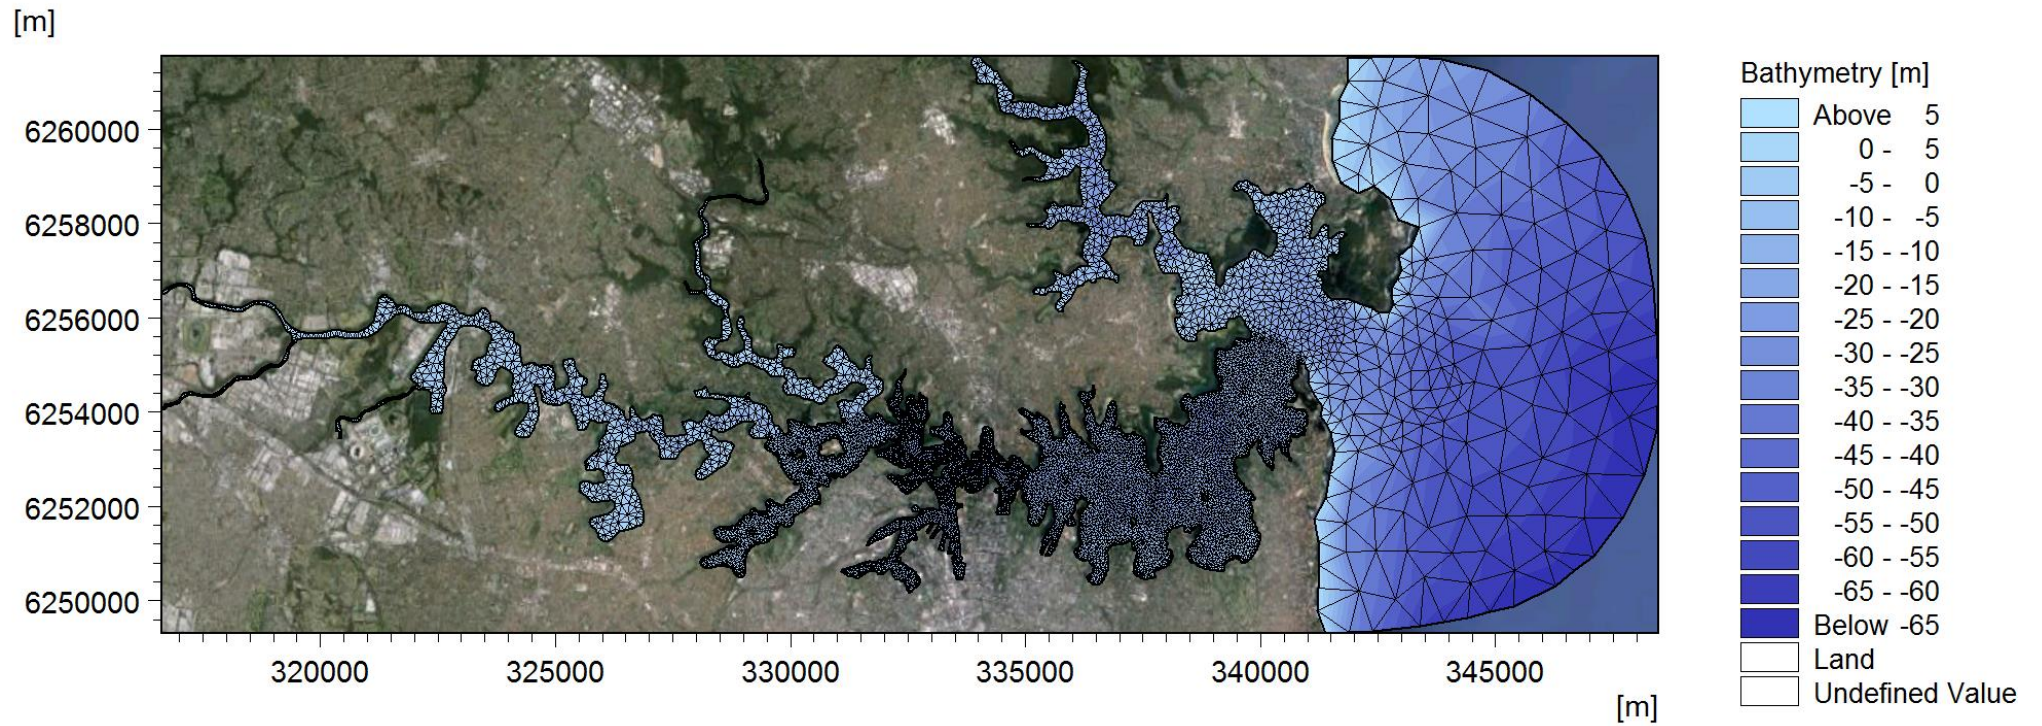 [m]
6260000
6258000
6256000
6254000
6252000
6250000
320000 325000 330000 335000 340000 345000
[m]
Bathymetry [m]
Above 5
0 - 5
-5 - 0
-10 - -5
-15 - -10
-20 - -15
-25 - -20
-30 - -25
-35 - -30
-40 - -35
-45 - -40
-50 - -45
-55 - -50
-60 - -55
-65 - -60
Below -65
Land
Undefined Value